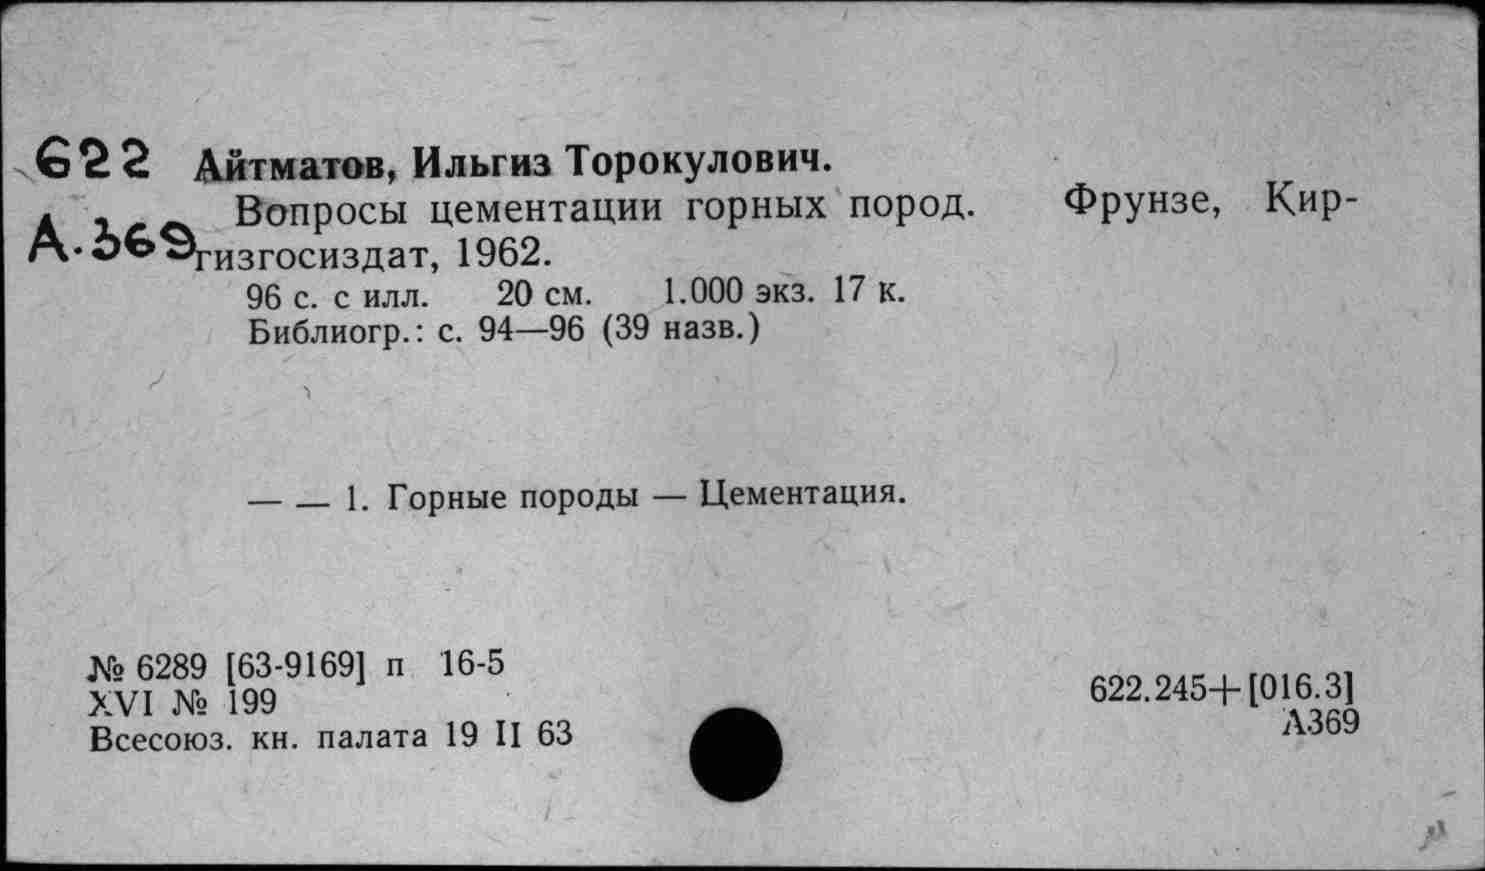 622 Айтматов, Ильгиз Торокулович.
Вопросы цементации горных пород. Фрунзе, Кир-
А.369 гизгосиздат, 1962.
96 с. с илл. 20 см. 1.000 экз. 17 к.
Библиогр.: с. 94—96 (39 назв.)
— — 1. Горные породы — Цементация.
№ 6289 [63-9169] п 16-5
XVI № 199
Всесоюз. кн. палата 19 II 63
622.245+[016.3]
А369